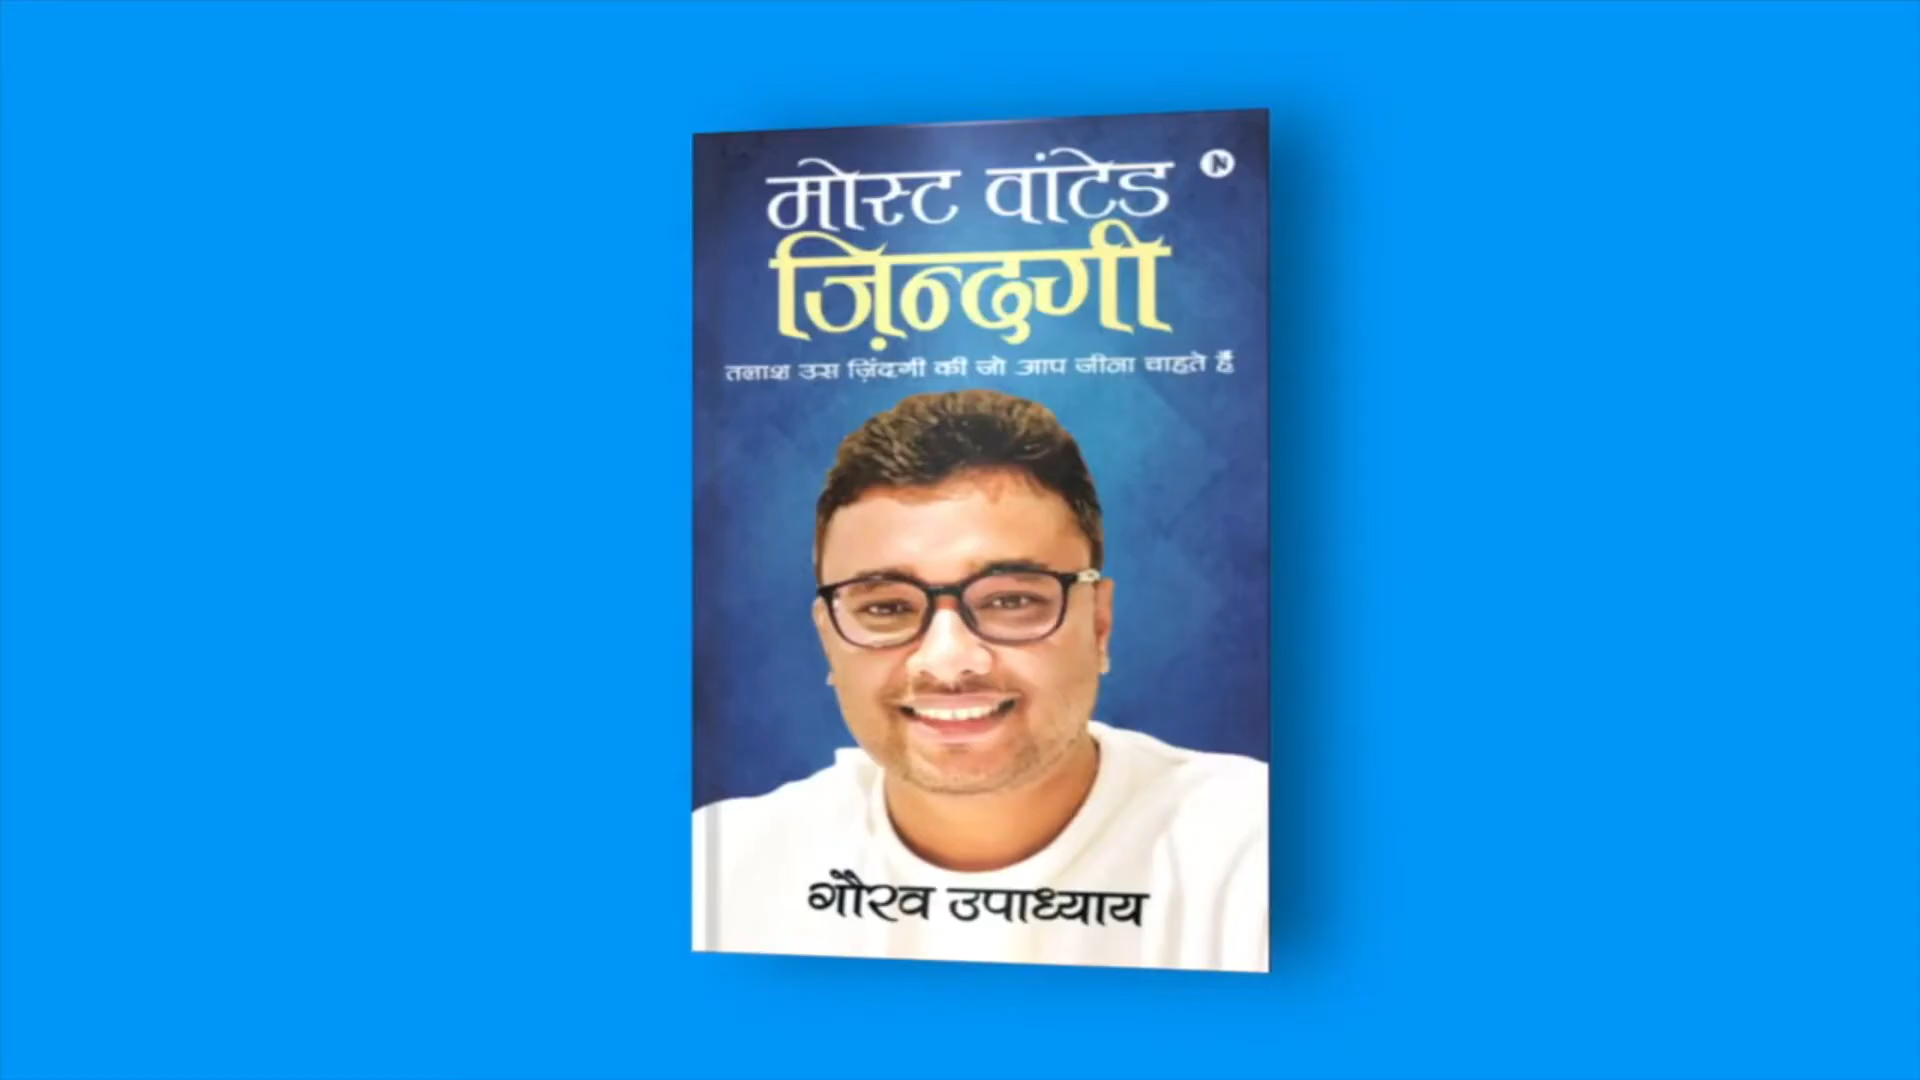 मोस्ट वांटेड
ज़िन्दगी
तलाश उस ज़िंदगी की जो आप जीना चाहते हैं
गौरव उपाध्याय